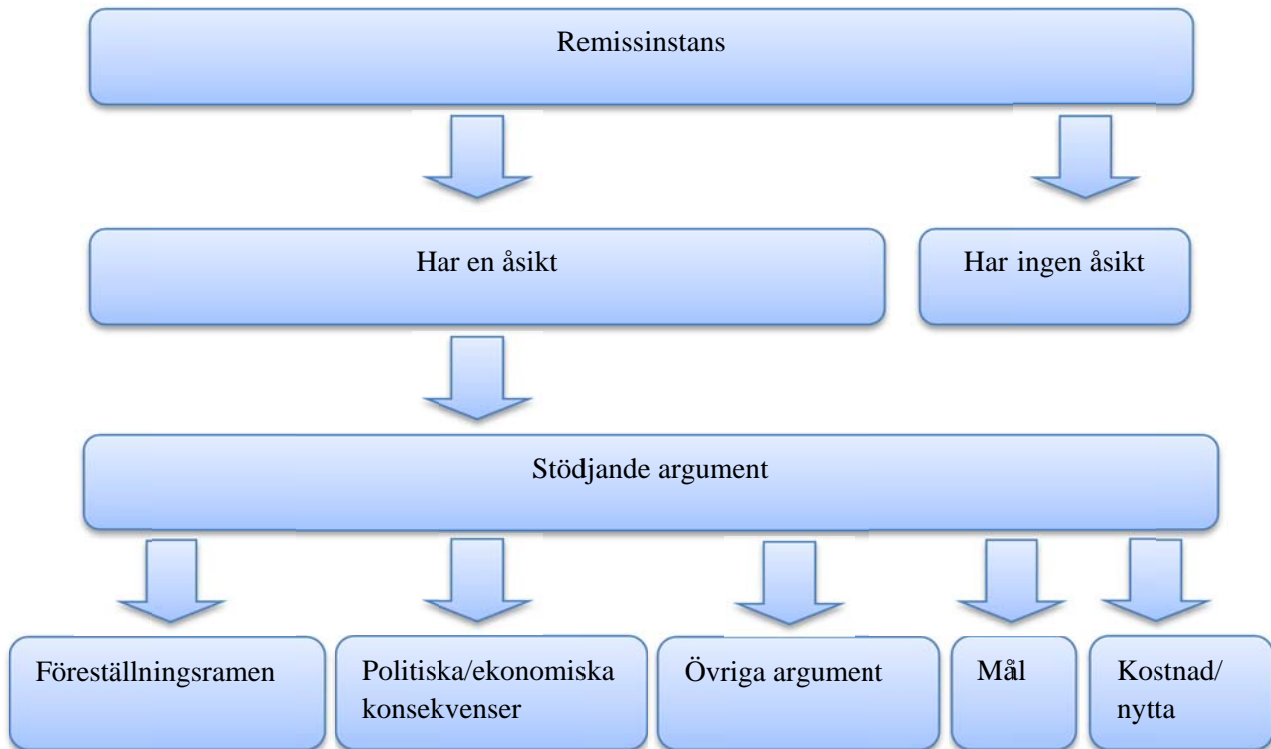 Remissinstans
Har en åsikt
Har ingen åsikt
Stödjande argument
Föreställningsramen
Politiska/ekonomiska
konsekvenser
Övriga argument
Mål
Kostnad/
nytta